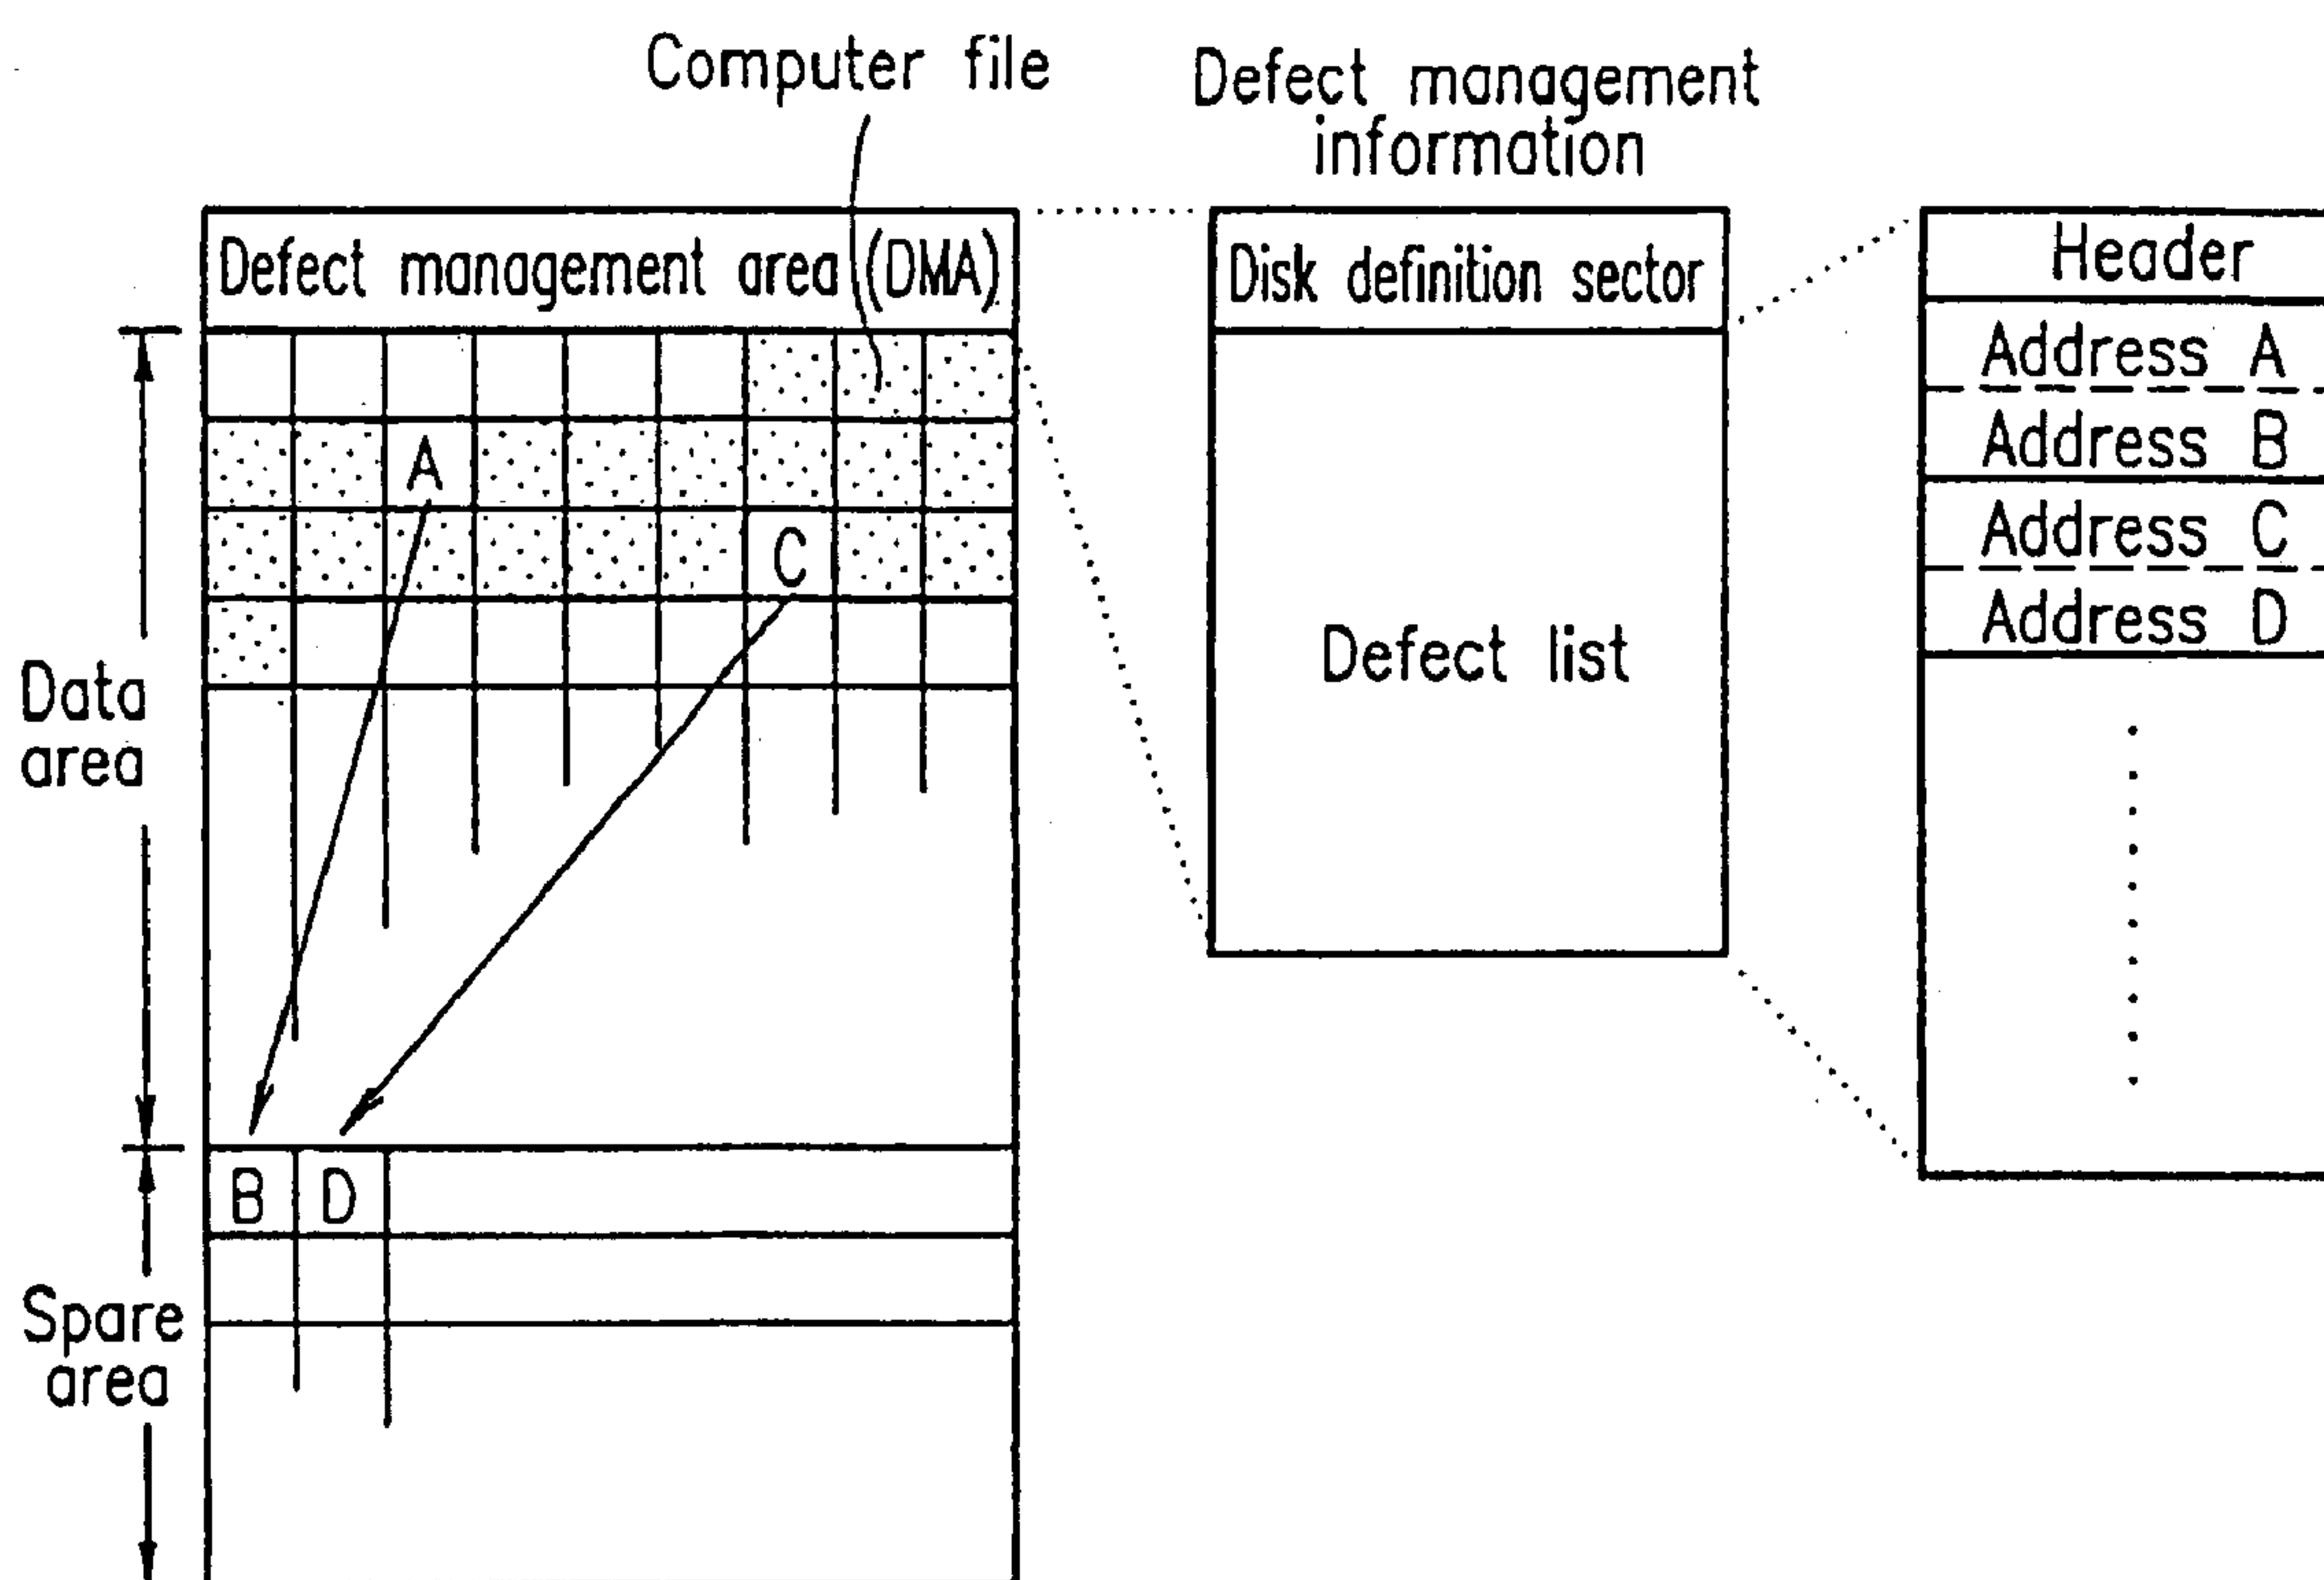 Computer file
Defect management
information
Defect management area (DMA)
Disk definition sector
Header
Address A
Address B
Address C
Address D
A
C
Data
area
Defect list
B
D
Spare
area